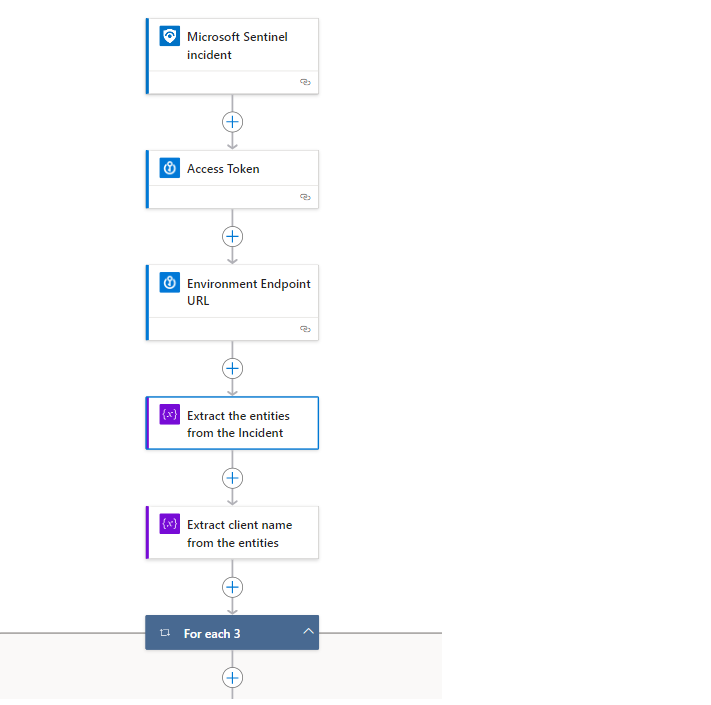 Microsoft Sentinel
incident
Access Token
Environment Endpoint
URL
{x}
Extract the entities
from the Incident
{x}
Extract client name
from the entities
For each 3